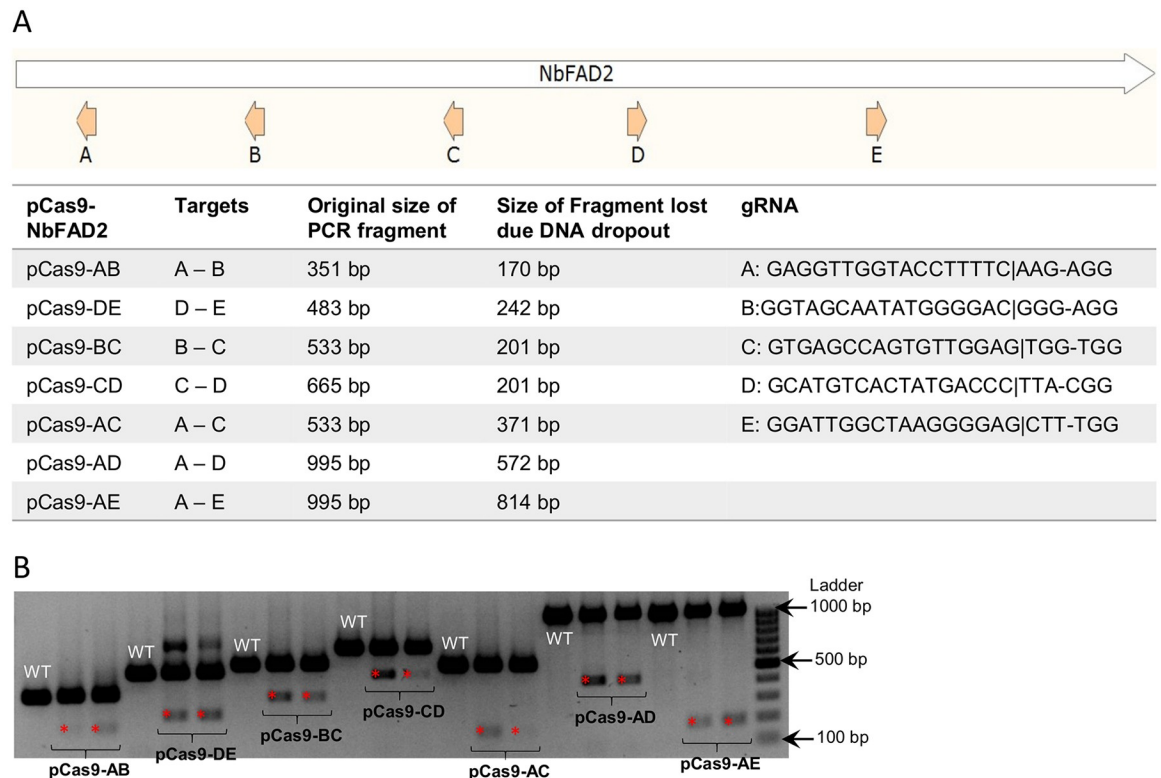 A
NbFAD2
A B C D E
pCas9-NbFAD2 Targets Original size of PCR fragment Size of Fragment lost due DNA dropout gRNA
pCas9-AB A – B 351 bp 170 bp A: GAGGTTGGTACCTTTTC|AAG-AGG
pCas9-DE D – E 483 bp 242 bp B:GGTAGCAATATGGGGAC|GGG-AGG
pCas9-BC B – C 533 bp 201 bp C: GTGAGCCAGTGTTGGAG|TGG-TGG
pCas9-CD C – D 665 bp 201 bp D: GCATGTCACTATGACCC|TTA-CGG
pCas9-AC A – C 533 bp 371 bp E: GGATTGGCTAAGGGGAG|CTT-TGG
pCas9-AD A – D 995 bp 572 bp
pCas9-AE A – E 995 bp 814 bp
B
Ladder
1000 bp
500 bp
100 bp
WT WT WT WT WT WT WT
pCas9-AB
pCas9-DE
pCas9-BC
pCas9-CD
pCas9-AC
pCas9-AD
pCas9-AE